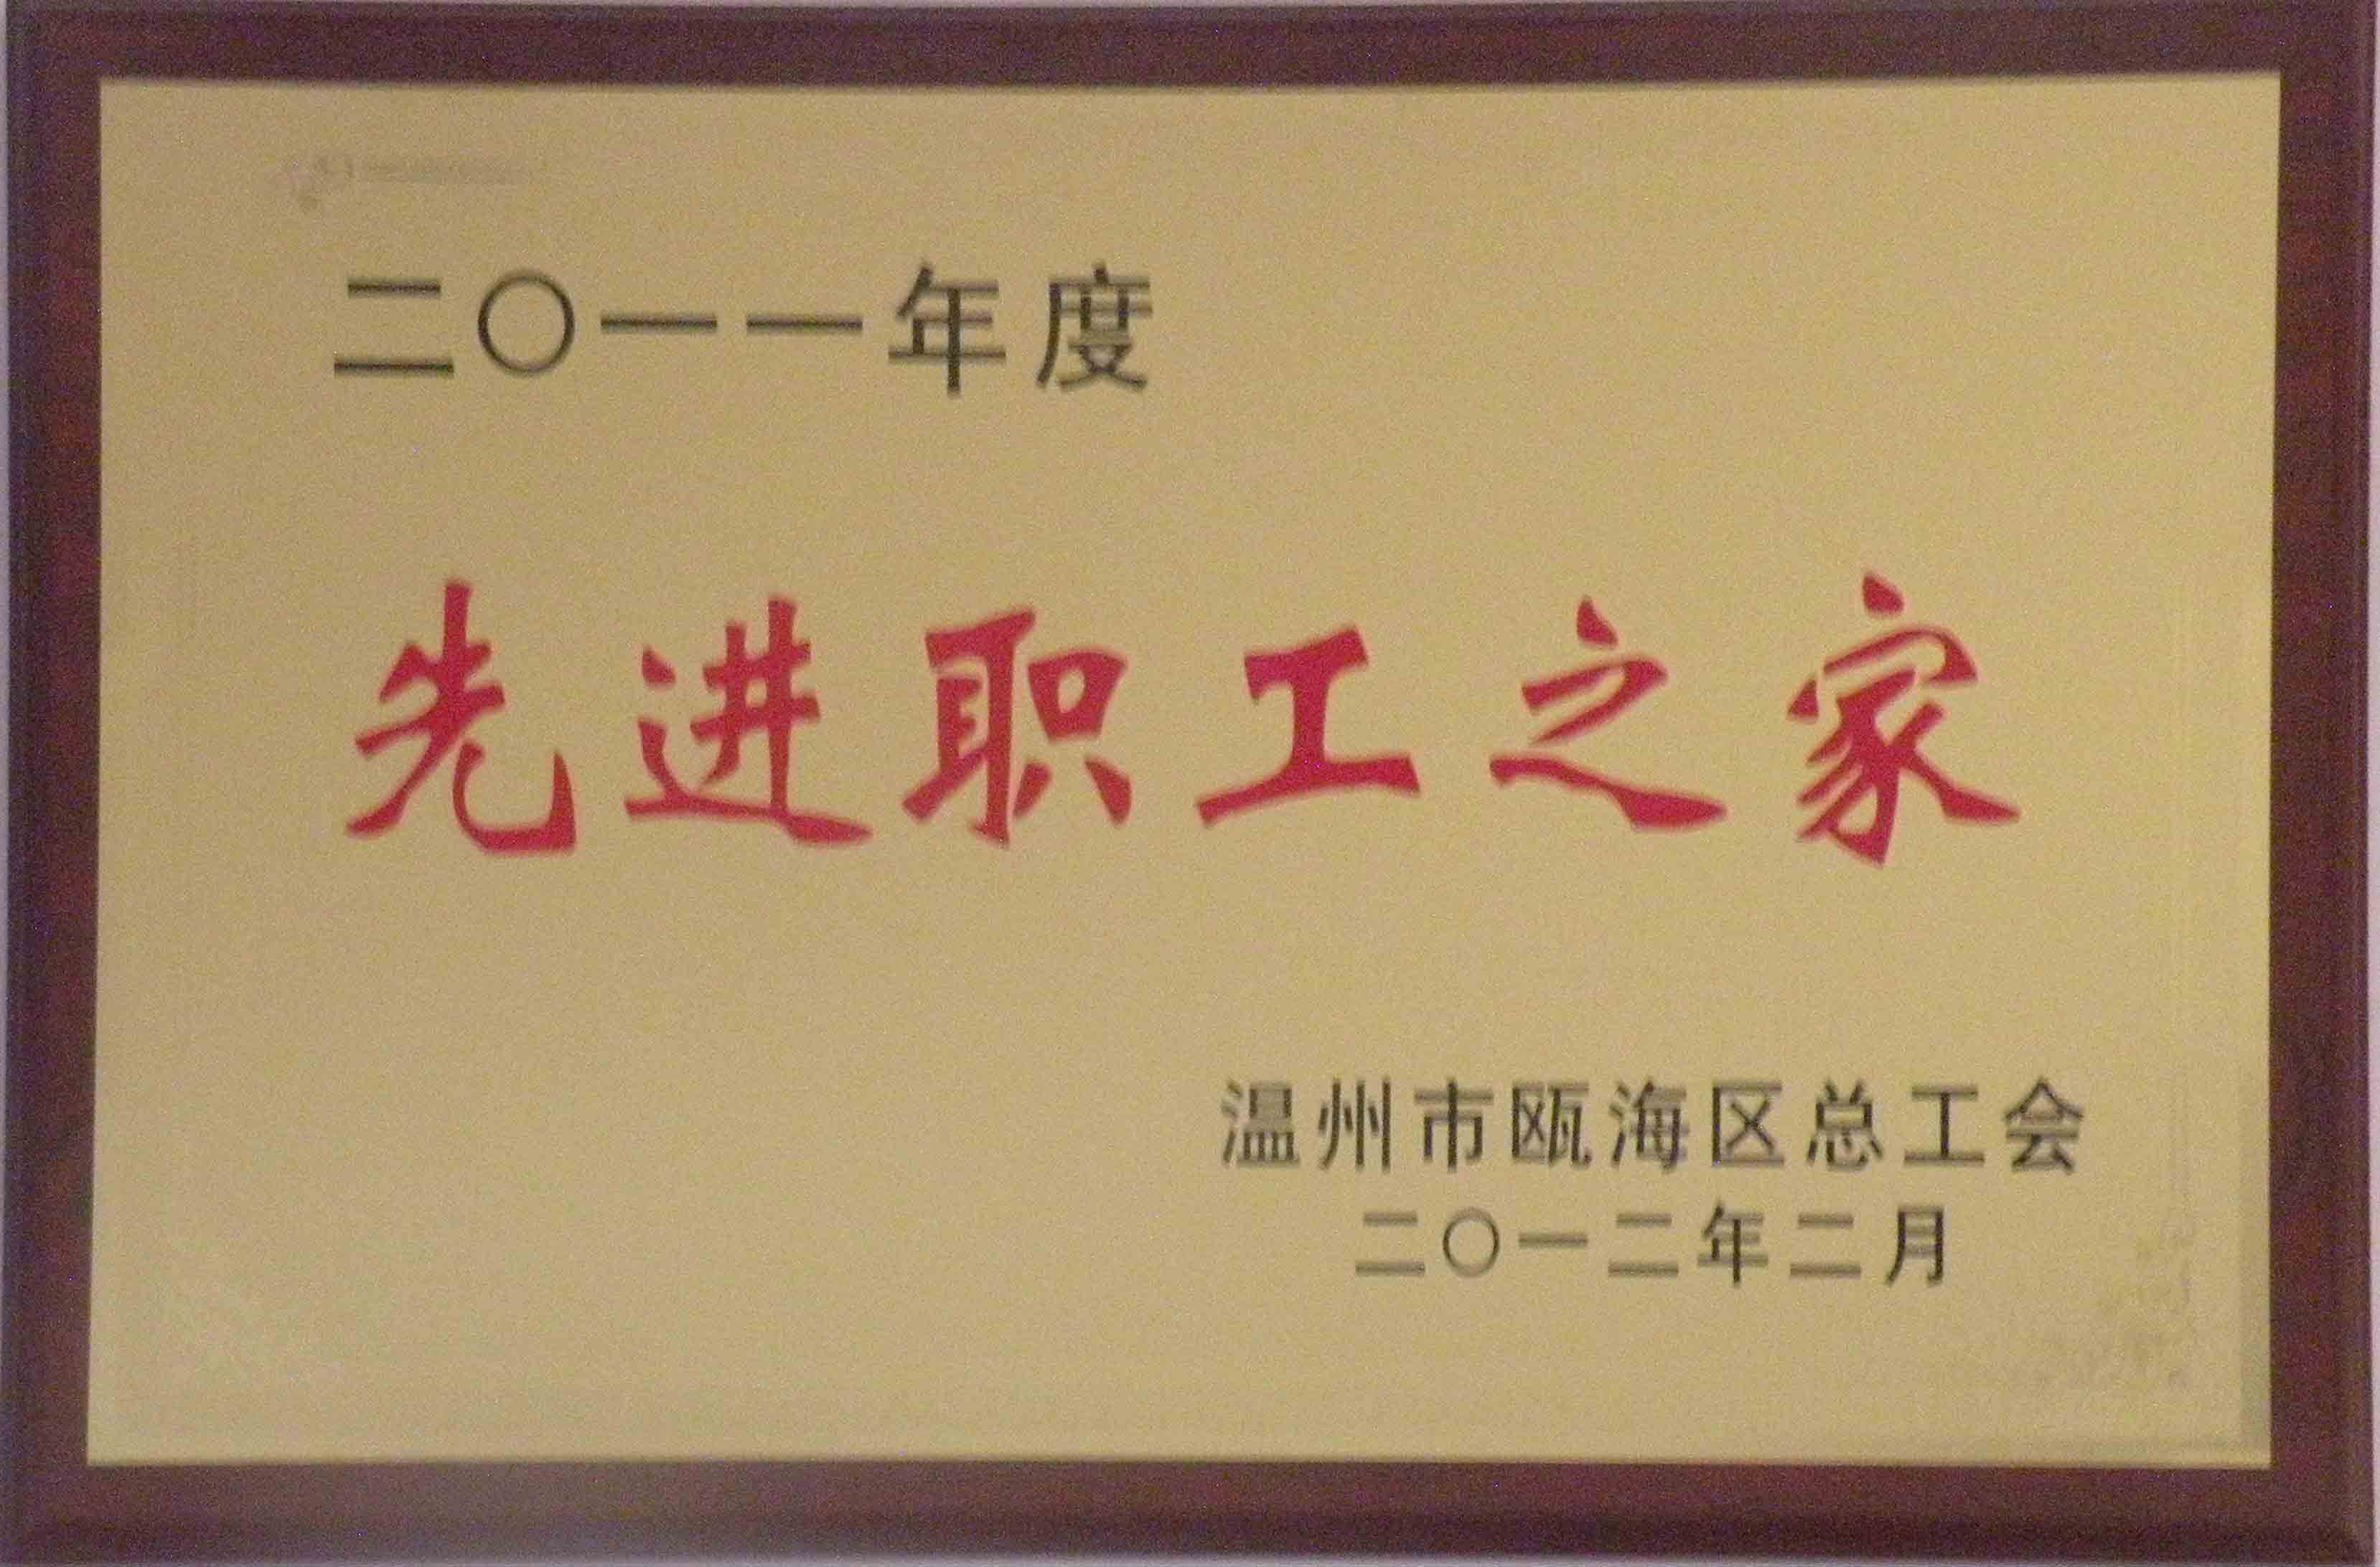 二〇一一年度
先进职工之家
温州市瓯海区总工会
二〇一二年二月